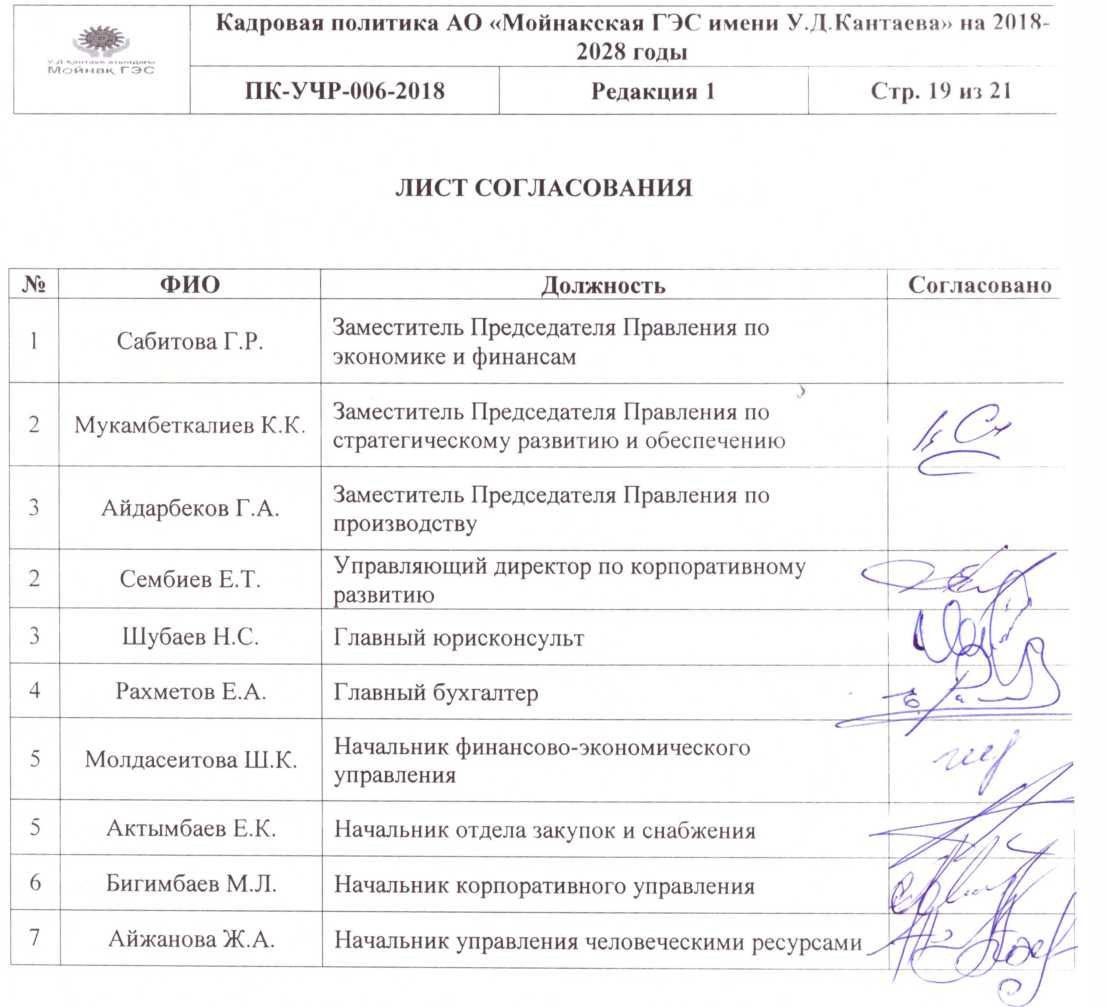 У.Д.Қантаев атындағы
Мойнақ ГЭС
Кадровая политика АО «Мойнакская ГЭС имени У.Д.Кантаева» на 2018-
2028 годы
ПК-УЧР-006-2018 Редакция 1 Стр. 19 из 21
ЛИСТ СОГЛАСОВАНИЯ
№ ФИО Должность Согласовано
1 Сабитова Г.Р. Заместитель Председателя Правления по
экономике и финансам
2 Мукамбеткалиев К.К. Заместитель Председателя Правления по
стратегическому развитию и обеспечению
3 Айдарбеков Г.А. Заместитель Председателя Правления по
производству
2 Сембиев Е.Т. Управляющий директор по корпоративному
развитию
3 Шубаев Н.С. Главный юрисконсульт
4 Рахметов Е.А. Главный бухгалтер
5 Молдасеитова Ш.К. Начальник финансово-экономического
управления
5 Актымбаев Е.К. Начальник отдела закупок и снабжения
6 Бигимбаев М.Л. Начальник корпоративного управления
7 Айжанова Ж.А. Начальник управления человеческими ресурсами